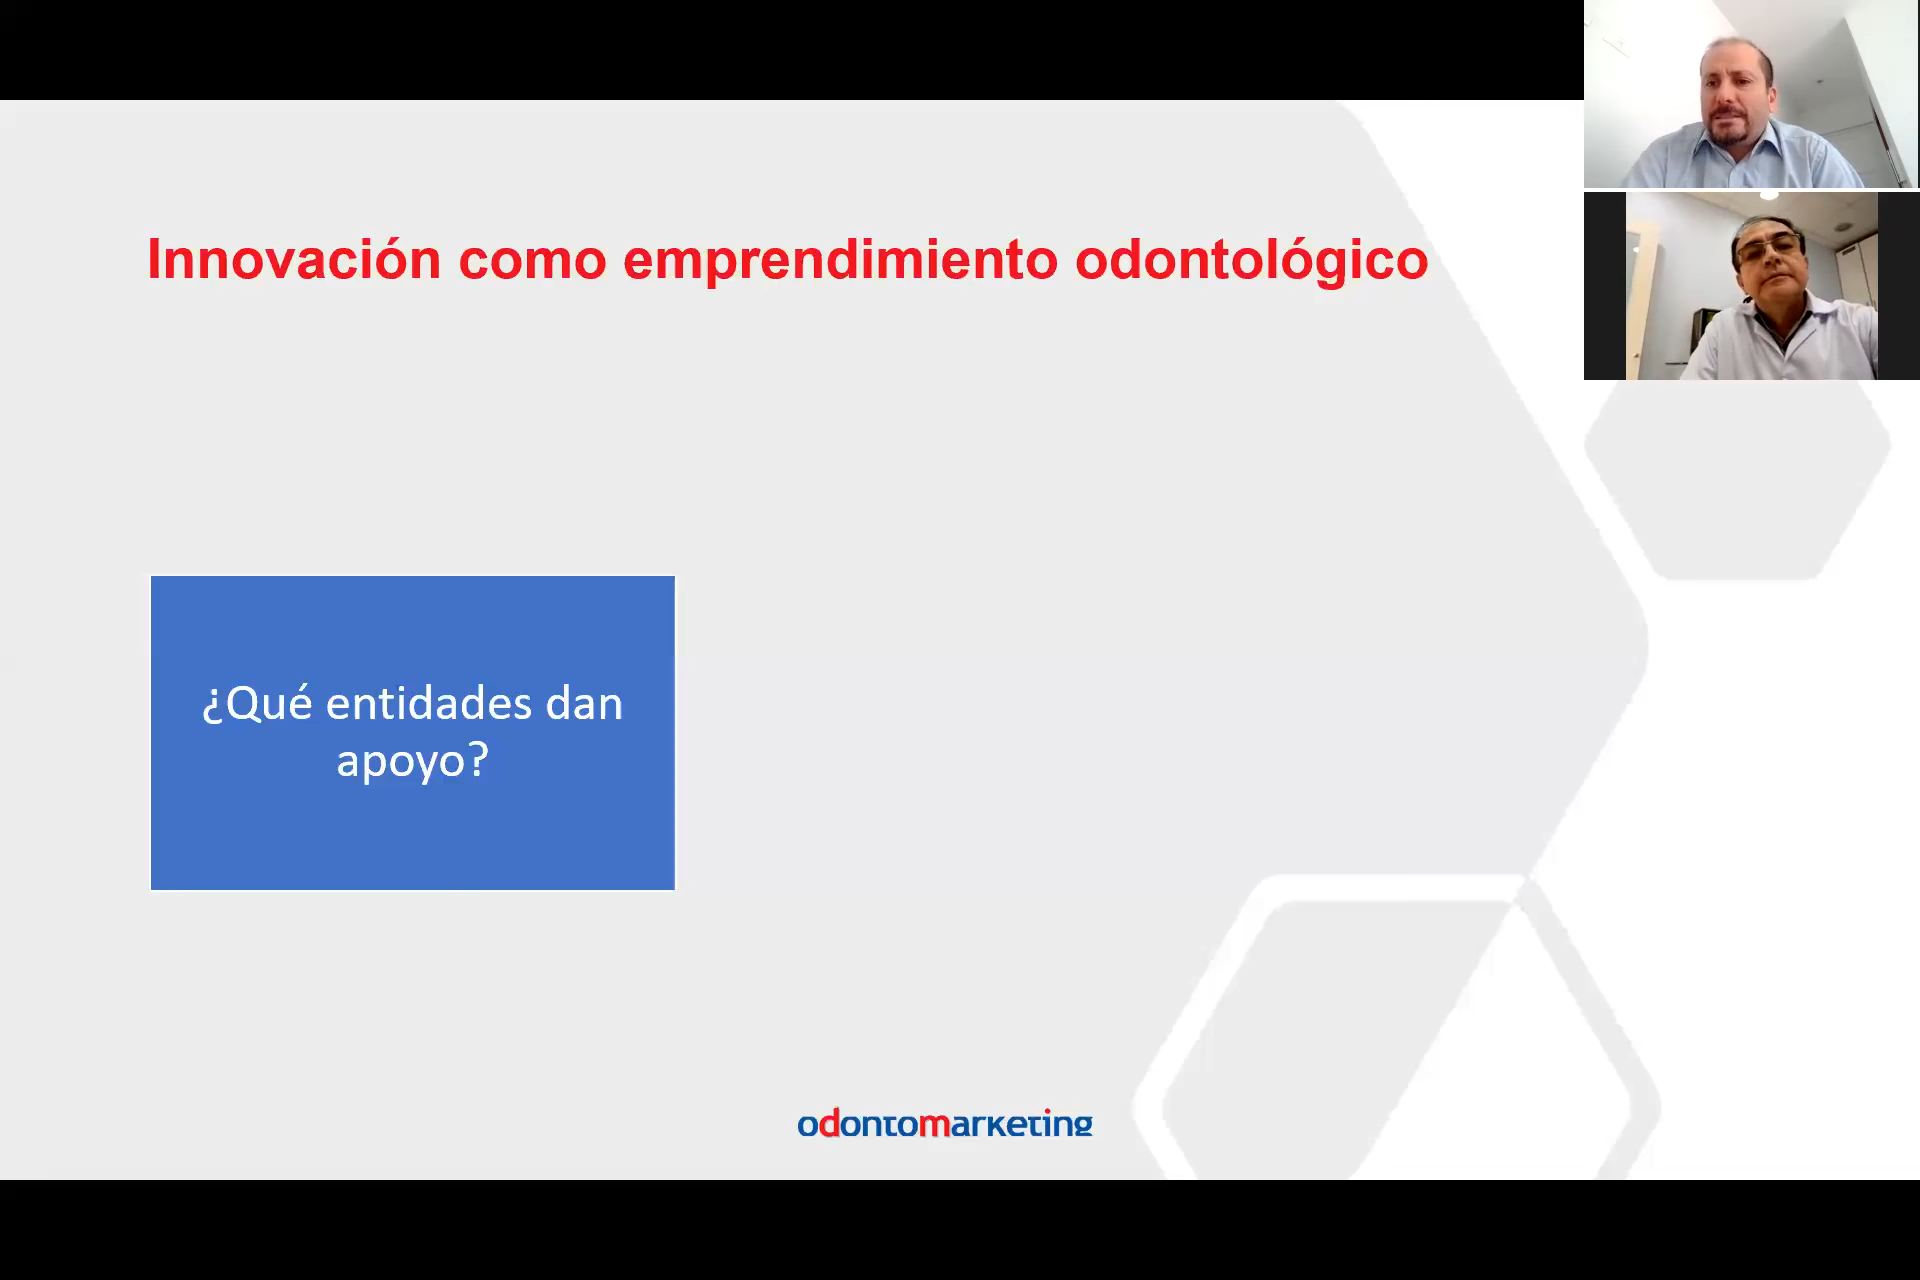 Innovación como emprendimiento odontológico
¿Qué entidades dan
apoyo?
odontomarketing